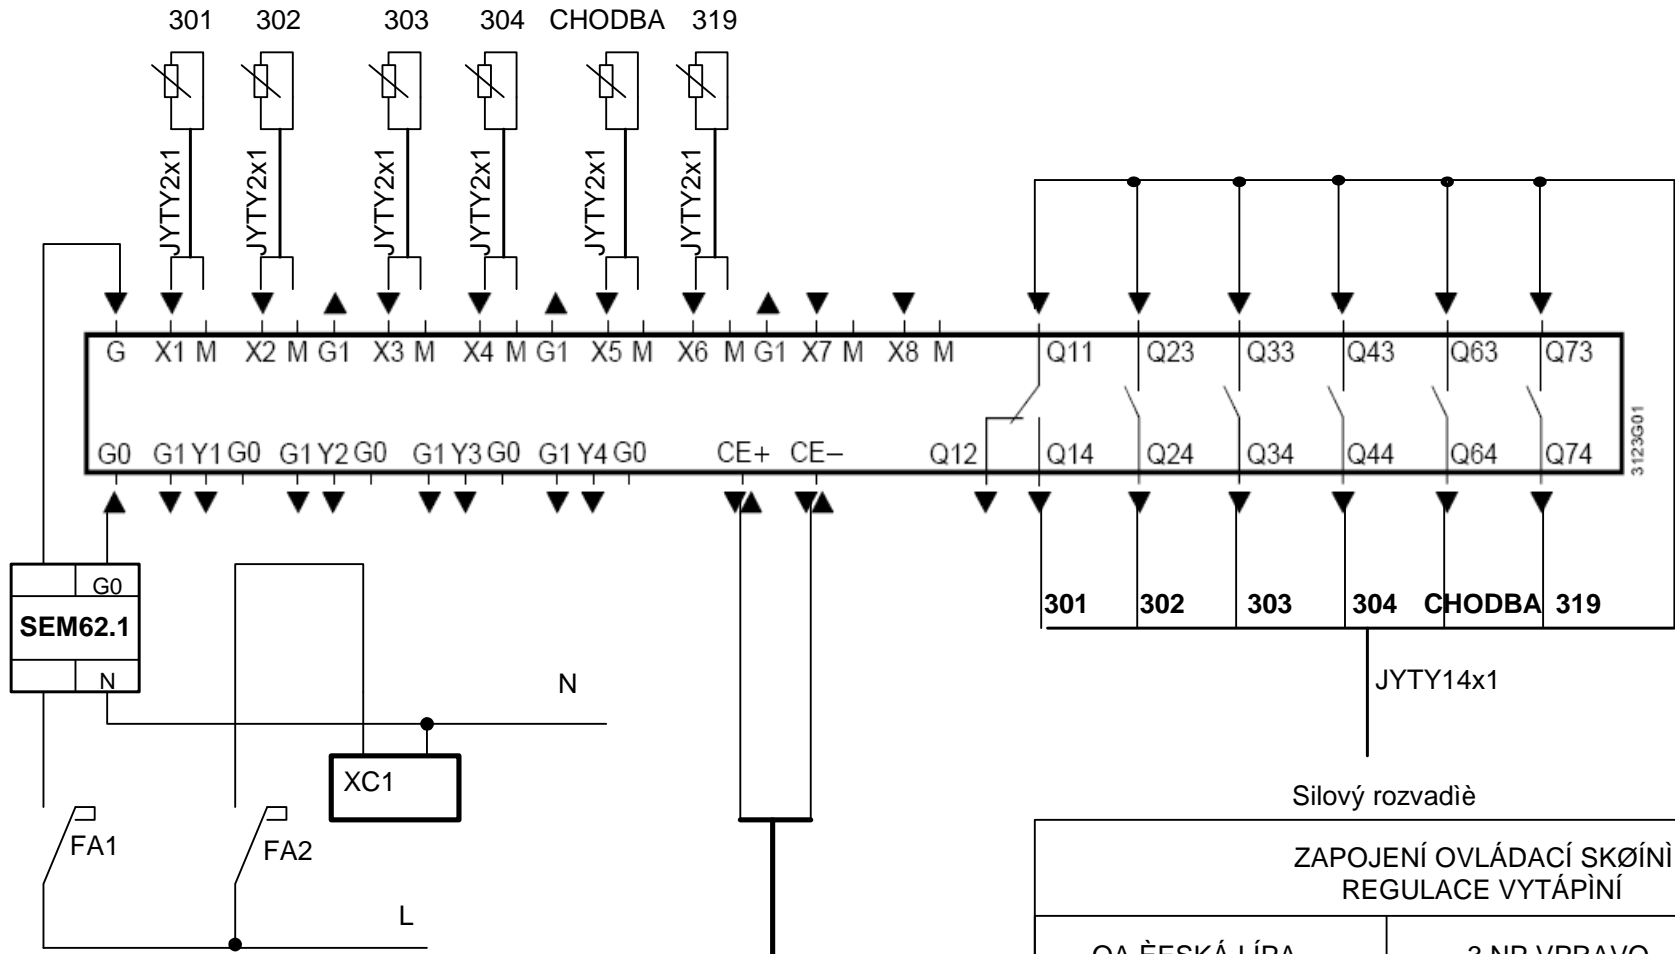 301 302 303 304 CHODBA 319
JYTY2x1 JYTY2x1 JYTY2x1 JYTY2x1 JYTY2x1 JYTY2x1
G X1 M X2 M G1 X3 M X4 M G1 X5 M X6 M G1 X7 M X8 M Q11 Q23 Q33 Q43 Q63 Q73
G0 G1 Y1 G0 G1 Y2 G0 G1 Y3 G0 G1 Y4 G0 CE+ CE– Q12 Q14 Q24 Q34 Q44 Q64 Q74
3123G01
G0
SEM62.1
N
301 302 303 304 CHODBA 319
JYTY14x1
N
XC1
FA1
FA2
L
Silový rozvadìè
ZAPOJENÍ OVLÁDACÍ SKØÍNÌ
REGULACE VYTÁPÌNÍ
OA ÈESKÁ LÍPA
3.NP VPRAVO